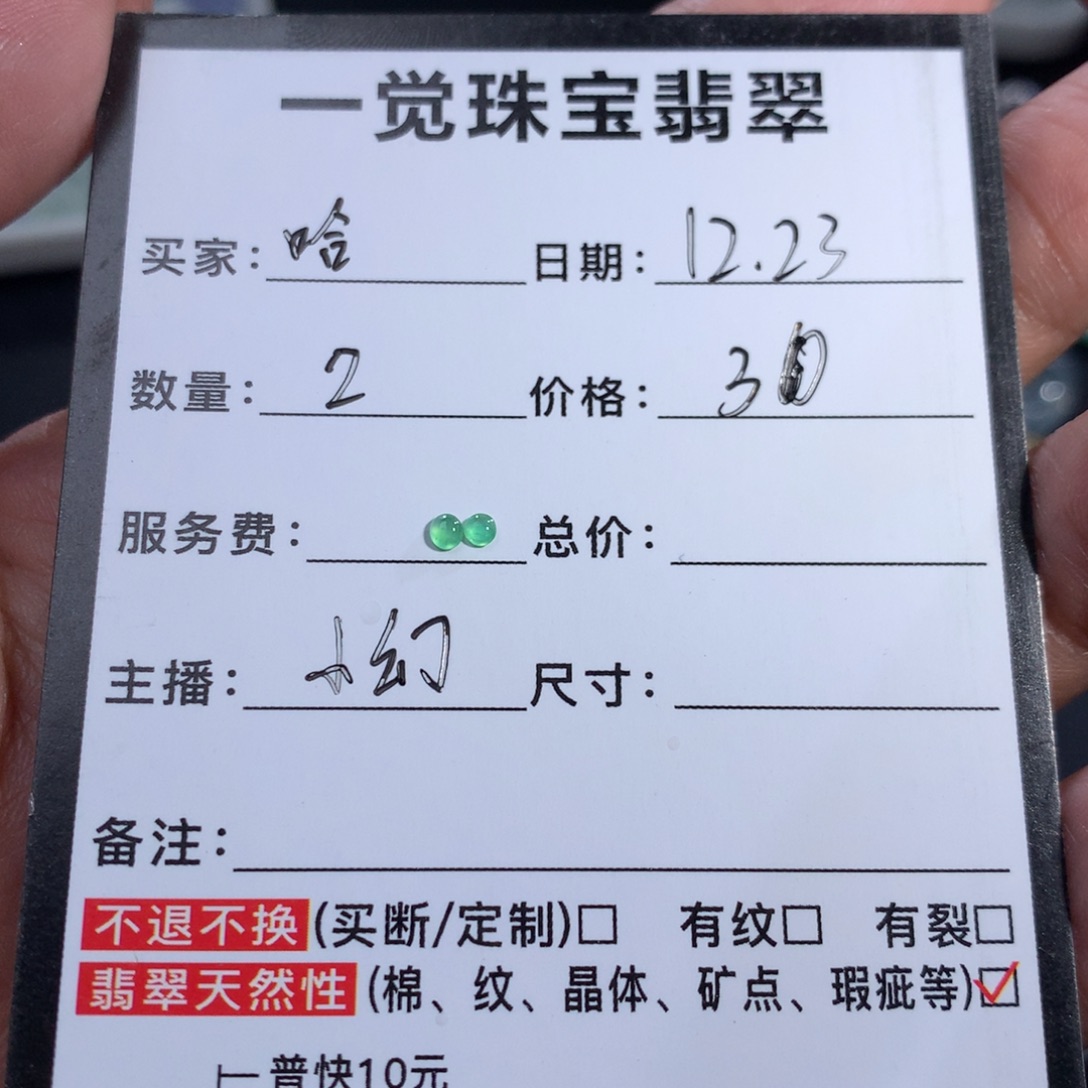 一觉珠宝翡翠
买家：哈 日期：12.23
数量：2 价格：30
服务费： 总价：
主播：小幻 尺寸：
备注：
不退不换(买断/定制)□ 有纹□ 有裂□
翡翠天然性(棉、纹、晶体、矿点、瑕疵等)☑
普快10元